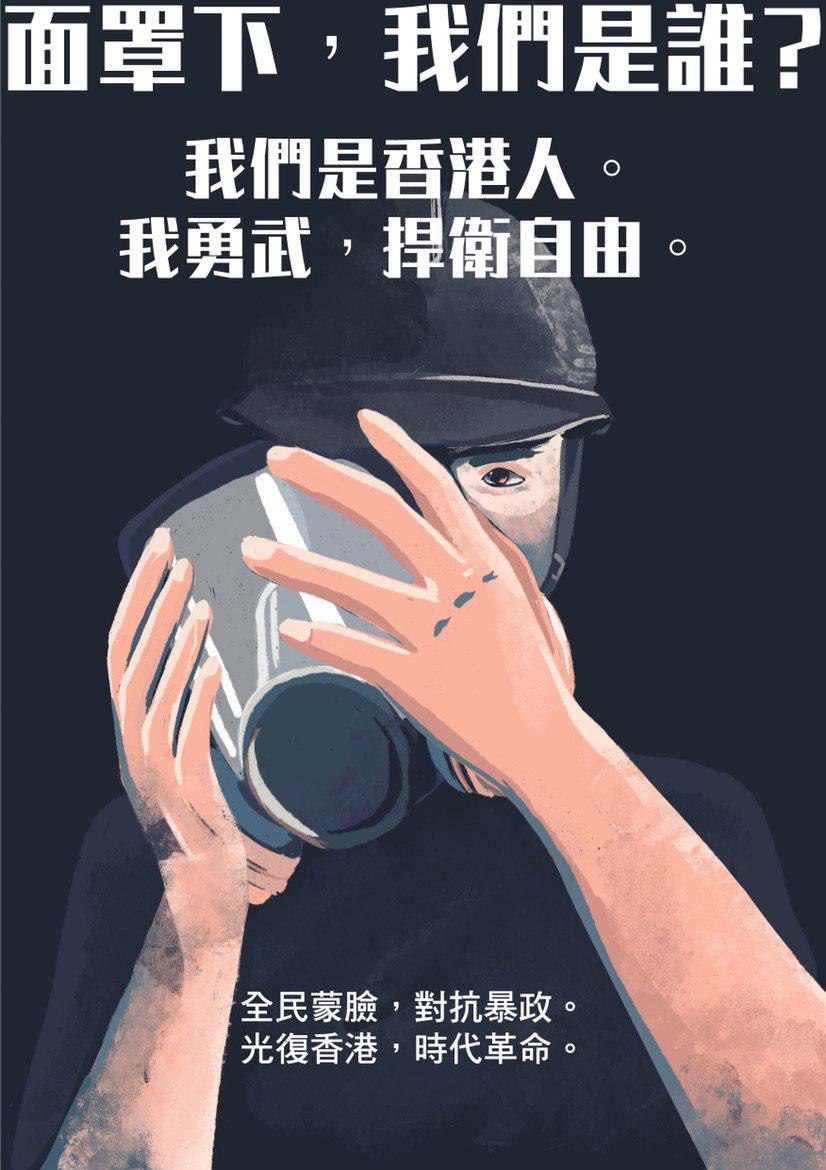 面罩下，我們是誰？
我們是香港人。
我勇武，捍衛自由。
全民蒙臉，對抗暴政。
光復香港，時代革命。